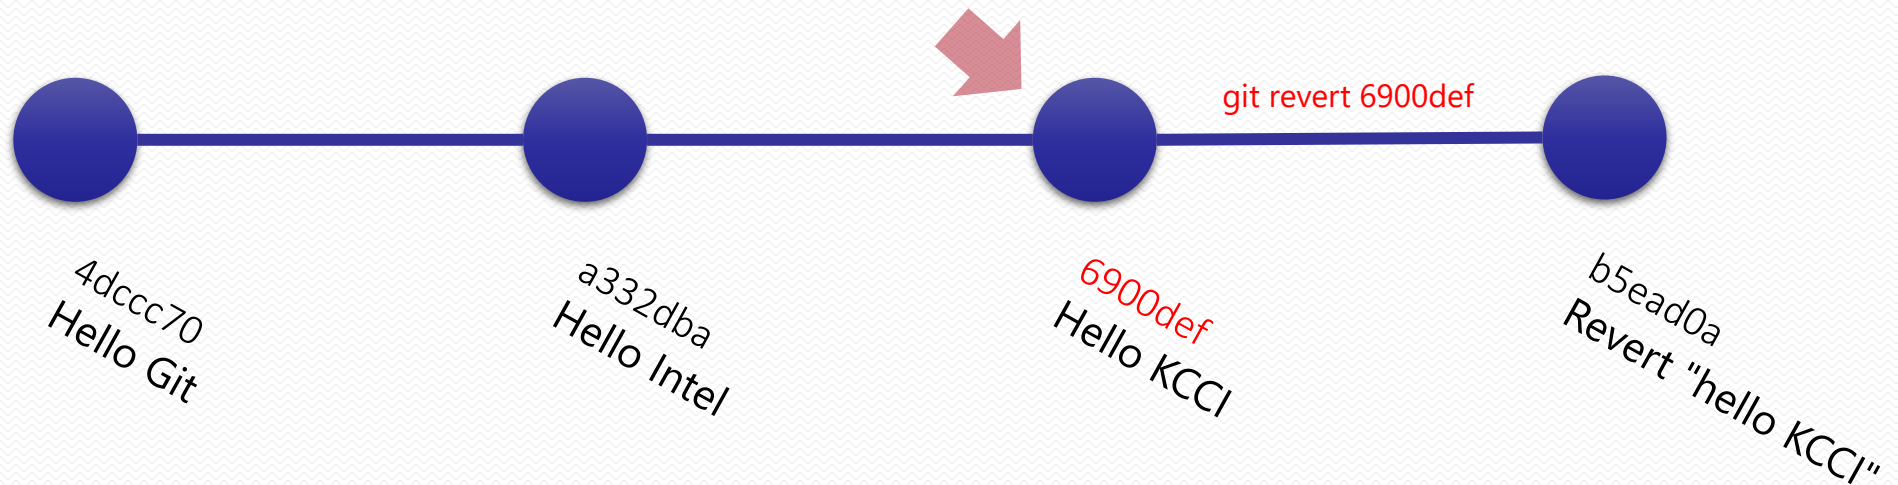 git revert 6900def
4dccc70
Hello Git
a332dba
Hello Intel
6900def
Hello KCCI
b5ead0a
Revert "hello KCCI"